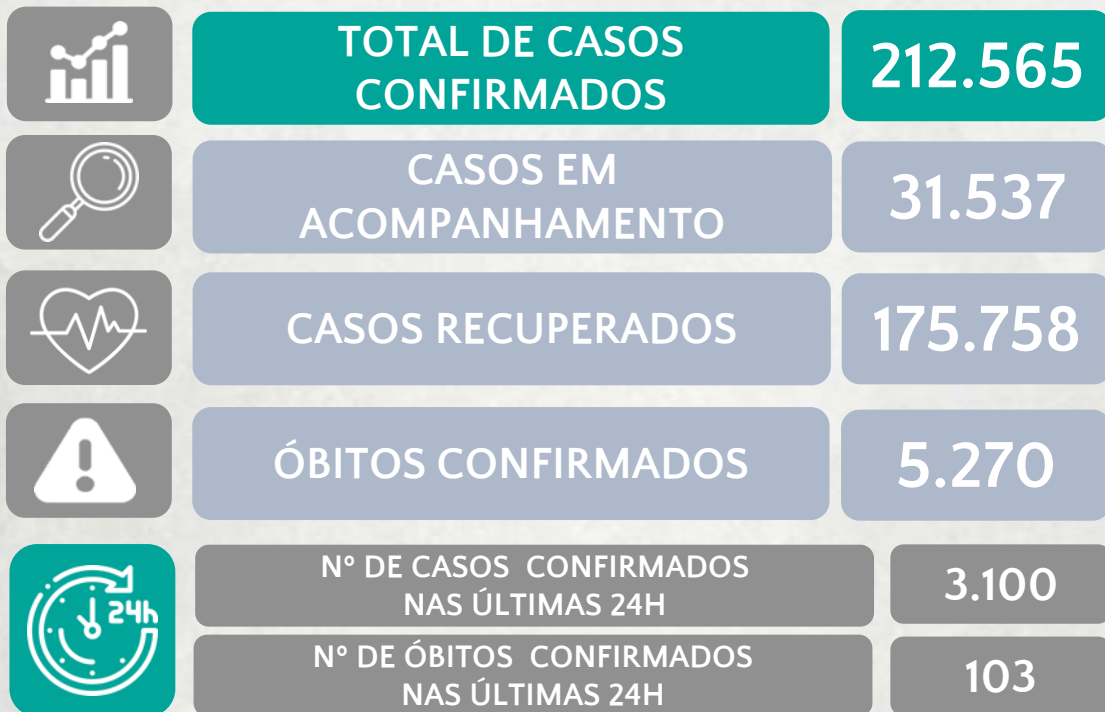 TOTAL DE CASOS
CONFIRMADOS
212.565
CASOS EM
ACOMPANHAMENTO
31.537
CASOS RECUPERADOS
175.758
ÓBITOS CONFIRMADOS
5.270
24h
Nº DE CASOS CONFIRMADOS
NAS ÚLTIMAS 24H
3.100
Nº DE ÓBITOS CONFIRMADOS
NAS ÚLTIMAS 24H
103